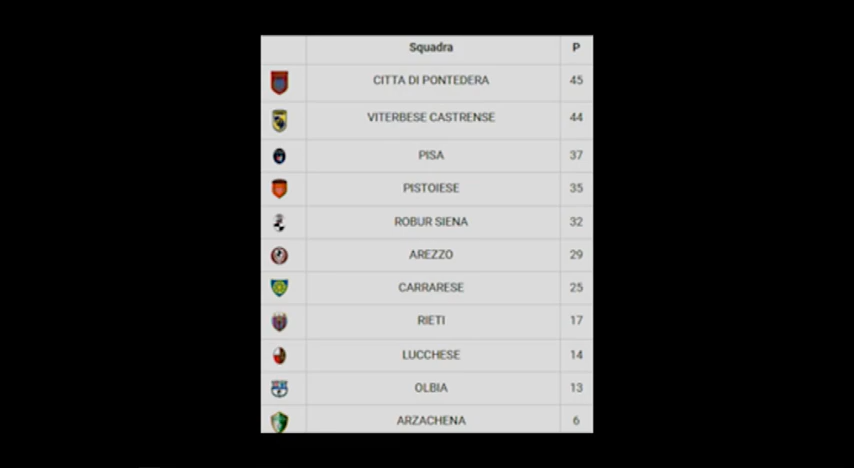 Squadra P
CITTA DI PONTEDERA 45
VITERBESE CASTRENSE 44
PISA 37
PISTOIESE 35
ROBUR SIENA 32
AREZZO 29
CARRARESE 25
RIETI 17
LUCCHESE 14
OLBIA 13
ARZACHENA 6